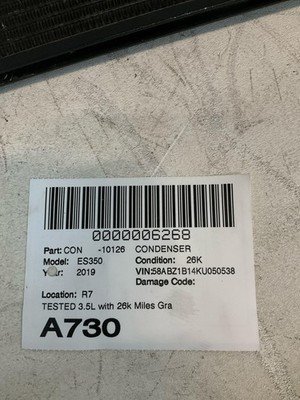 0000006268
Part: CON -10126 CONDENSER
Model: ES350 Condition: 26K
Year: 2019 VIN:58ABZ1B14KU050538
Damage Code:
Location: R7
TESTED 3.5L with 26k Miles Gra
A730